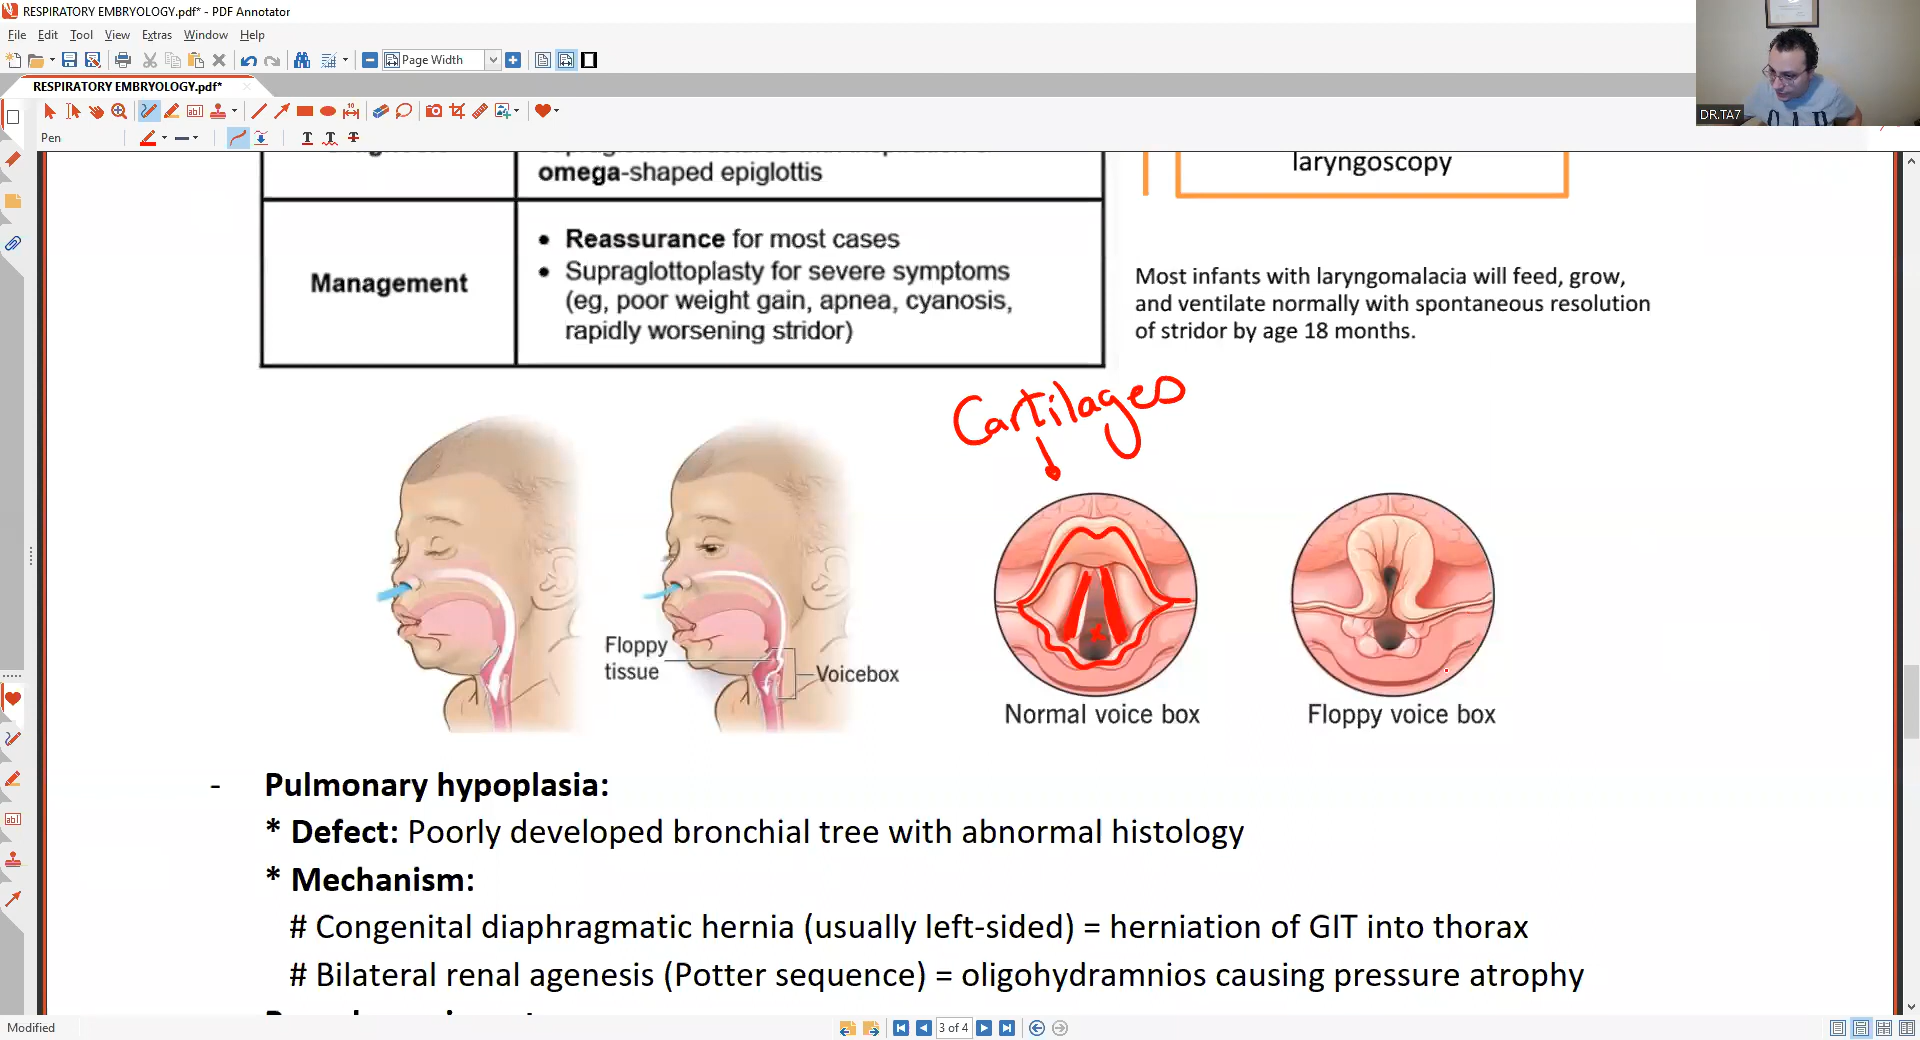 RESPIRATORY EMBRYOLOGY.pdf* - PDF Annotator
File Edit Tool View Extras Window Help
Page Width
RESPIRATORY EMBRYOLOGY.pdf*
Pen
DR.TA7
omega-shaped epiglottis
laryngoscopy
Management
• Reassurance for most cases
• Supraglottoplasty for severe symptoms
(eg, poor weight gain, apnea, cyanosis,
rapidly worsening stridor)
Most infants with laryngomalacia will feed, grow,
and ventilate normally with spontaneous resolution
of stridor by age 18 months.
Cartilages
Floppy
tissue
Voicebox
Normal voice box
Floppy voice box
- Pulmonary hypoplasia:
* Defect: Poorly developed bronchial tree with abnormal histology
* Mechanism:
# Congenital diaphragmatic hernia (usually left-sided) = herniation of GIT into thorax
# Bilateral renal agenesis (Potter sequence) = oligohydramnios causing pressure atrophy
Modified
3 of 4